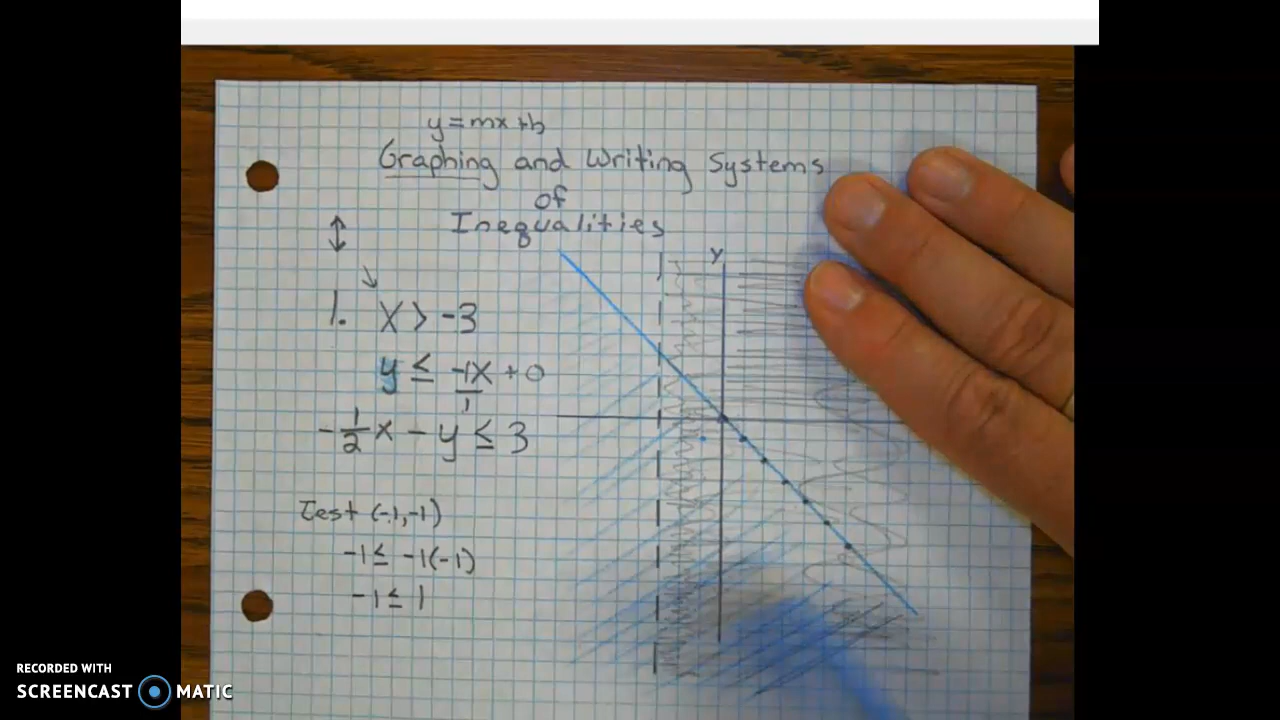 y = mx + b
Graphing and Writing Systems
of
Inequalities
Y
1. X > -3
y ≤ -1X + 0
1
-1/2 x - y ≤ 3
Test (-1,-1)
-1 ≤ -1(-1)
-1 ≤ 1
RECORDED WITH
SCREENCAST MATIC